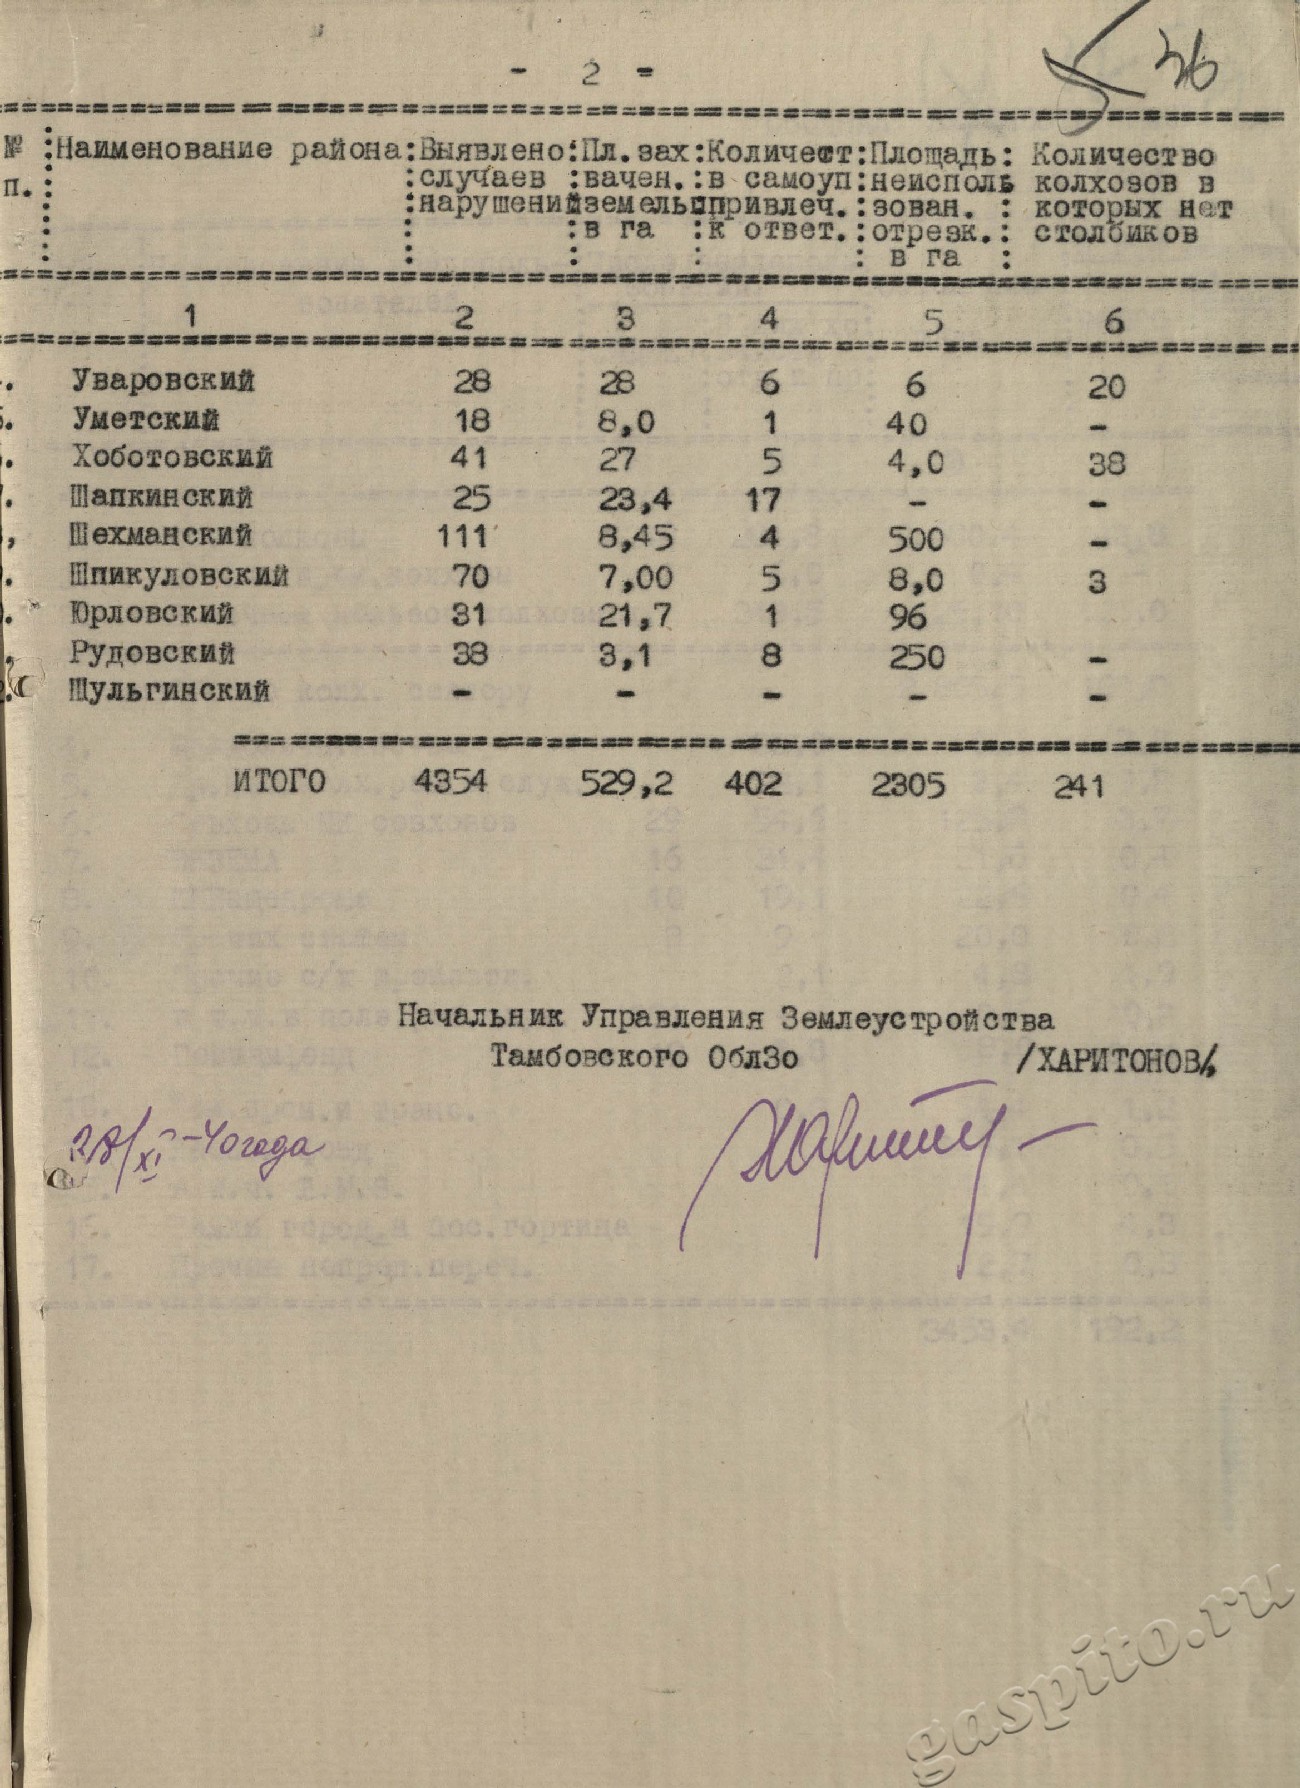 - 2 -
36
№ : Наименование района : Выявлено : Пл. зах : Количест : Площадь : Количество
п. : : случаев : вачен. : в самоуп : неисполь колхозов в
: нарушений земельн привлеч. : зован. : которых нет
: : в га : к ответ. : отрезк. : столбиков
: : : : в га :
1 2 3 4 5 6
. Уваровский 28 28 6 6 20
. Уметский 18 8,0 1 40 -
. Хоботовский 41 27 5 4,0 38
. Шапкинский 25 23,4 17 - -
, Шехманский 111 8,45 4 500 -
. Шпикуловский 70 7,00 5 8,0 3
. Юрловский 31 21,7 1 96
. Рудовский 38 3,1 8 250 -
. Шульгинский - - - - -
ИТОГО 4354 529,2 402 2305 241
Начальник Управления Землеустройства
Тамбовского ОблЗо /ХАРИТОНОВ/.
28/XI-40 года
gaspito.ru